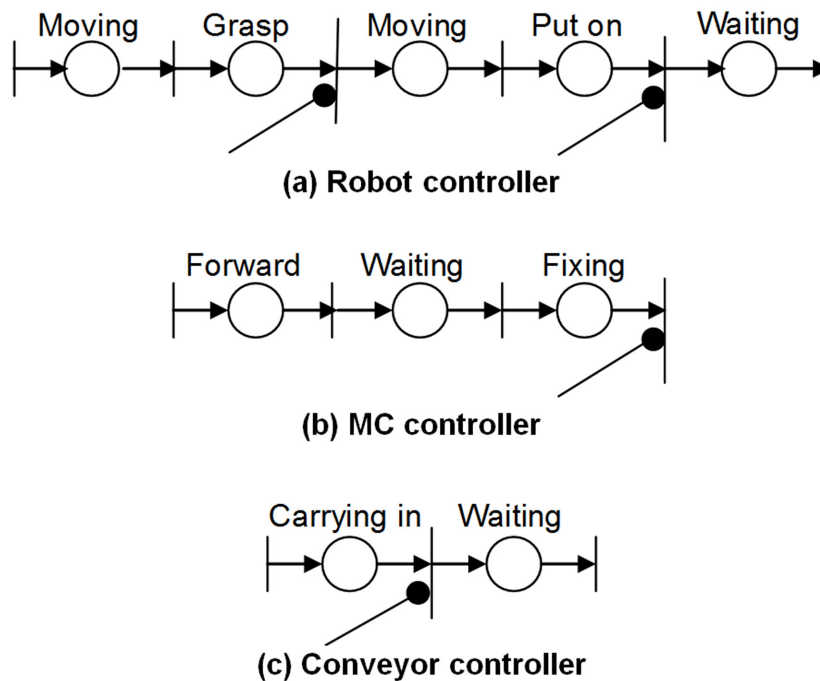 Moving Grasp Moving Put on Waiting
(a) Robot controller
Forward Waiting Fixing
(b) MC controller
Carrying in Waiting
(c) Conveyor controller